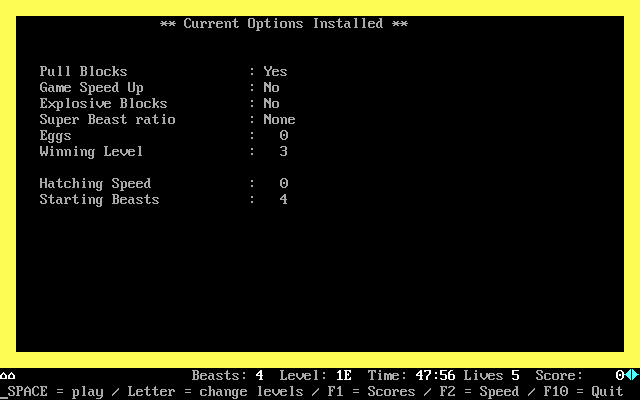 ** Current Options Installed **
Pull Blocks : Yes
Game Speed Up : No
Explosive Blocks : No
Super Beast ratio : None
Eggs : 0
Winning Level : 3
Hatching Speed : 0
Starting Beasts : 4
⌂⌂ Beasts: 4 Level: 1E Time: 47:56 Lives 5 Score: 0◄►
_SPACE = play / Letter = change levels / F1 = Scores / F2 = Speed / F10 = Quit